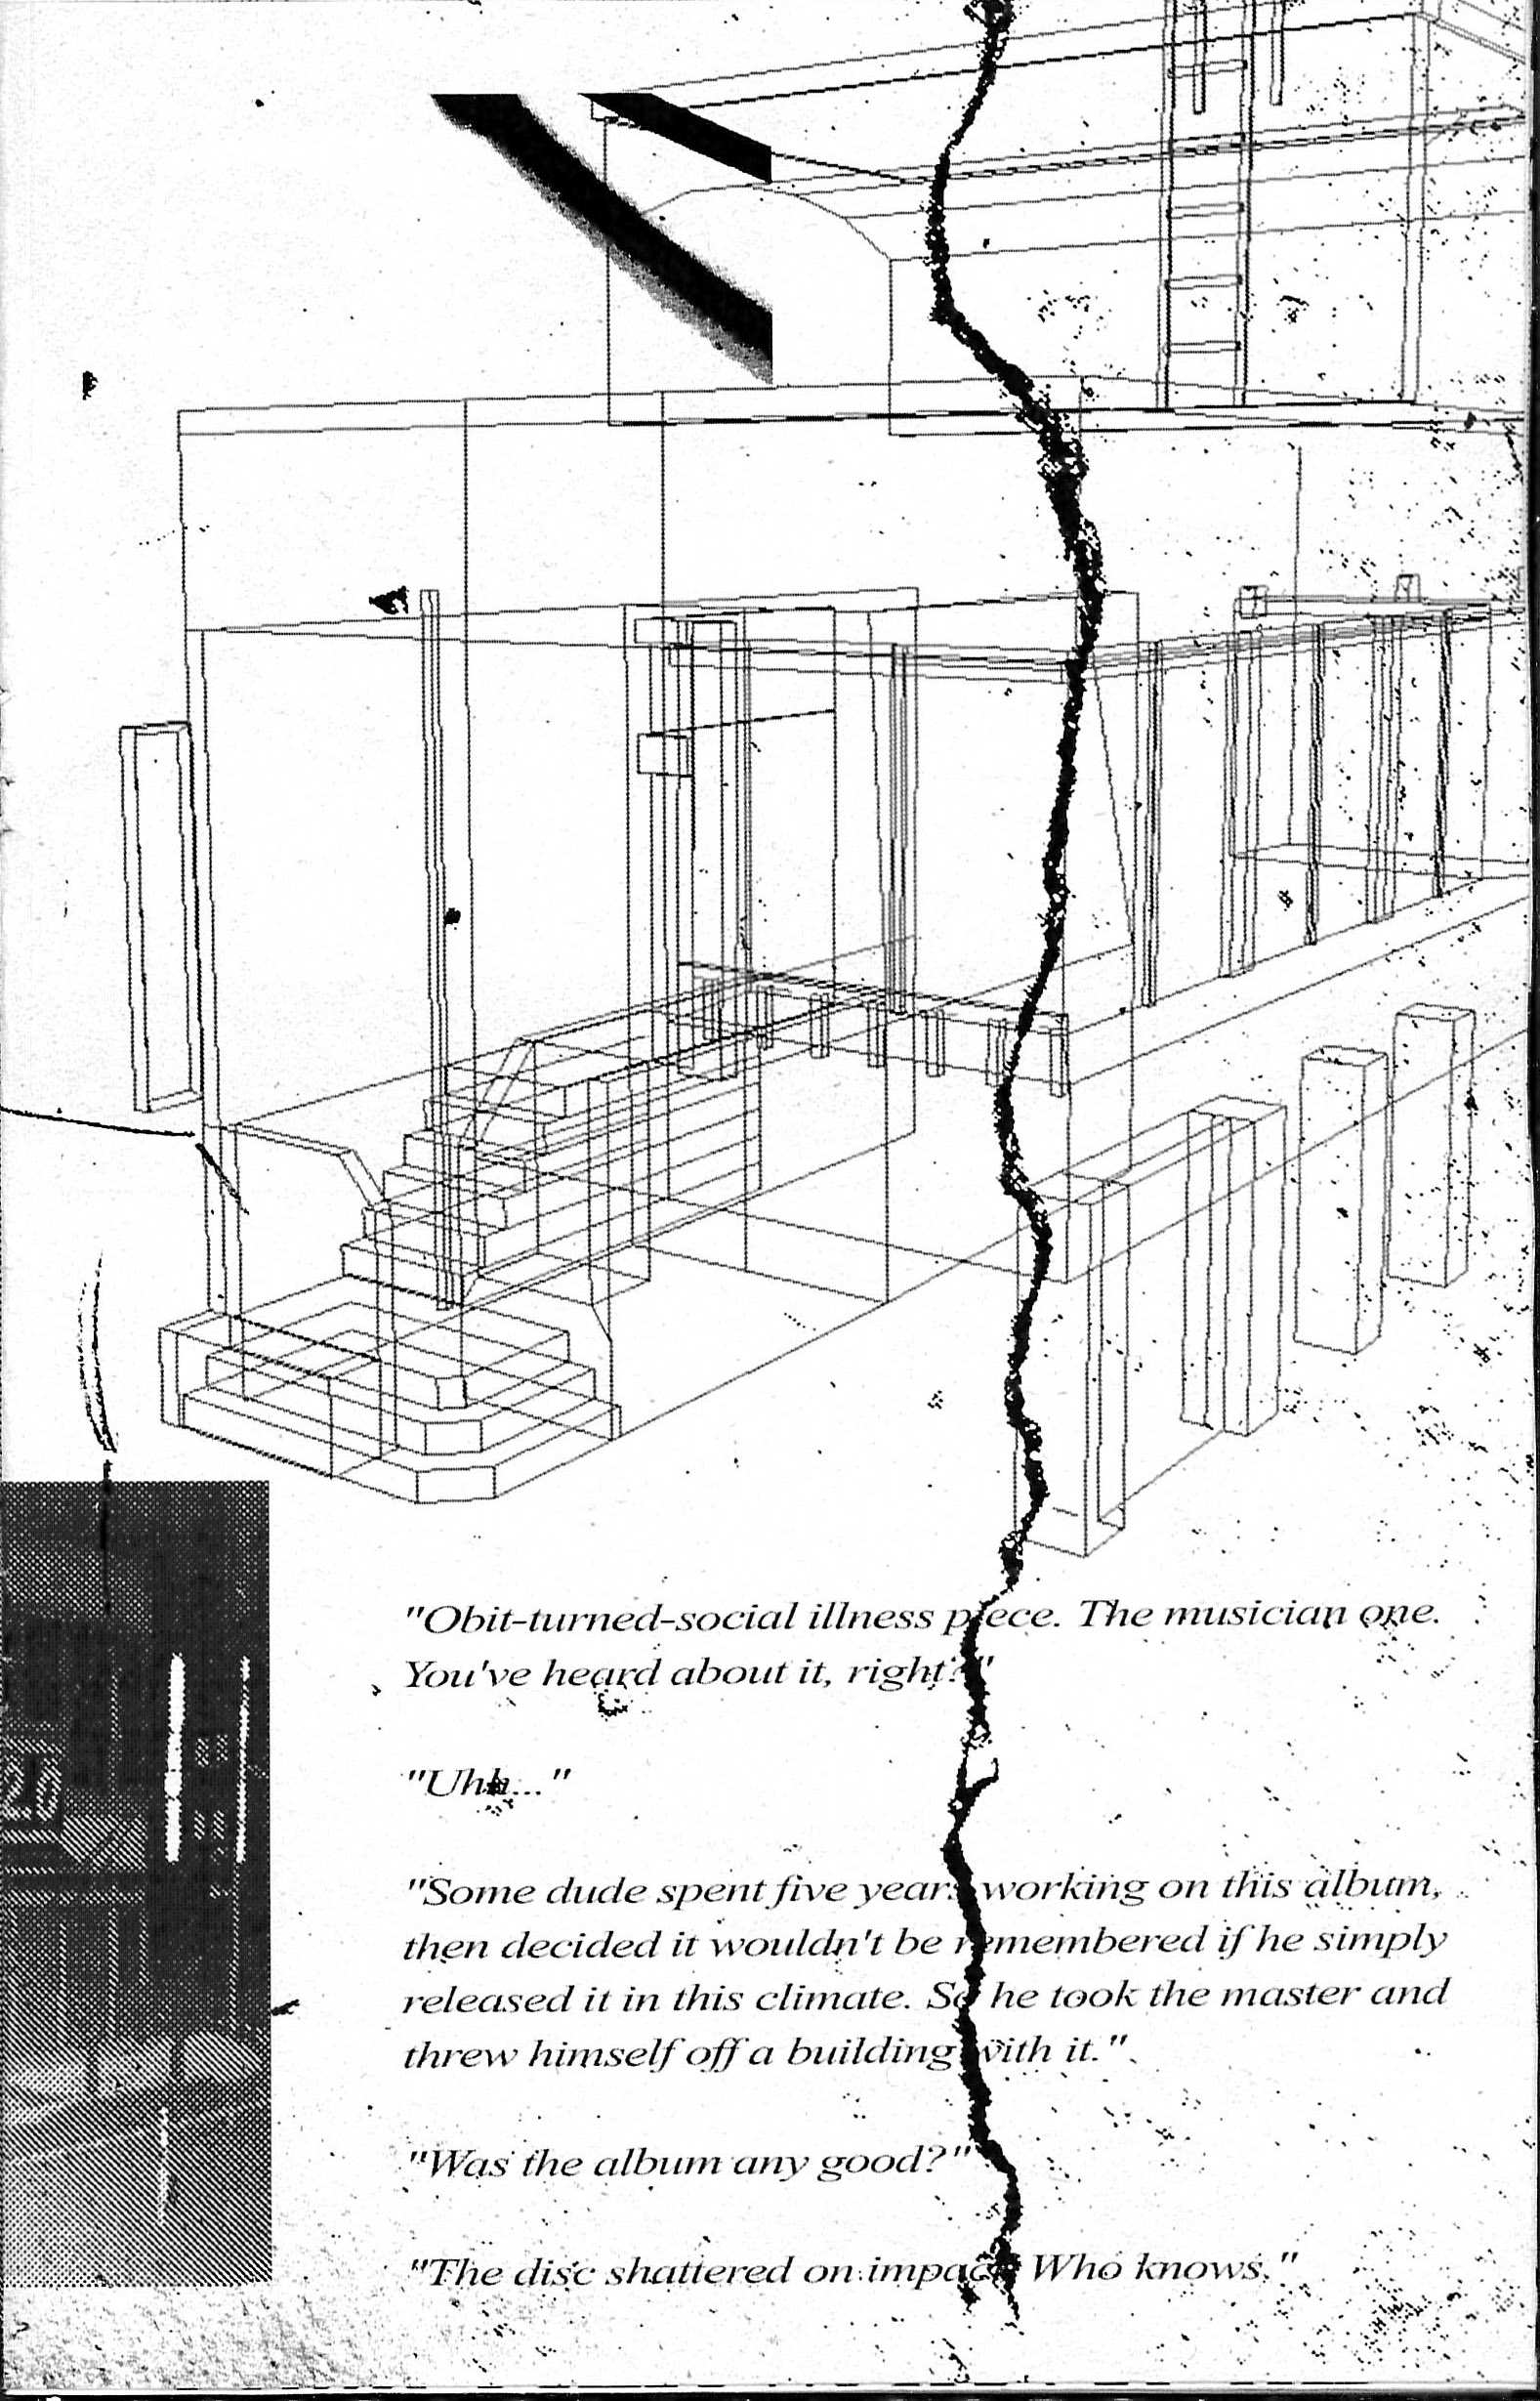 "Obit-turned-social illness piece. The musician one.
You've heard about it, right?"
"Uhh..."
"Some dude spent five years working on this album,
then decided it wouldn't be remembered if he simply
released it in this climate. So he took the master and
threw himself off a building with it."
"Was the album any good?"
"The disc shattered on impact. Who knows."
20